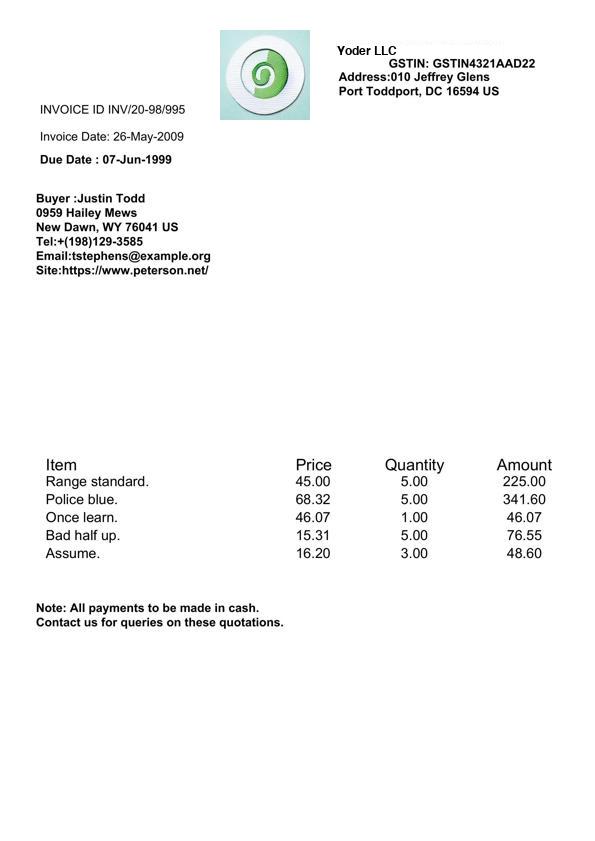 Yoder LLC
GSTIN: GSTIN4321AAD22
Address:010 Jeffrey Glens
Port Toddport, DC 16594 US
INVOICE ID INV/20-98/995
Invoice Date: 26-May-2009
Due Date : 07-Jun-1999
Buyer :Justin Todd
0959 Hailey Mews
New Dawn, WY 76041 US
Tel:+(198)129-3585
Email:tstephens@example.org
Site:https://www.peterson.net/
Item Price Quantity Amount
Range standard. 45.00 5.00 225.00
Police blue. 68.32 5.00 341.60
Once learn. 46.07 1.00 46.07
Bad half up. 15.31 5.00 76.55
Assume. 16.20 3.00 48.60
Note: All payments to be made in cash.
Contact us for queries on these quotations.